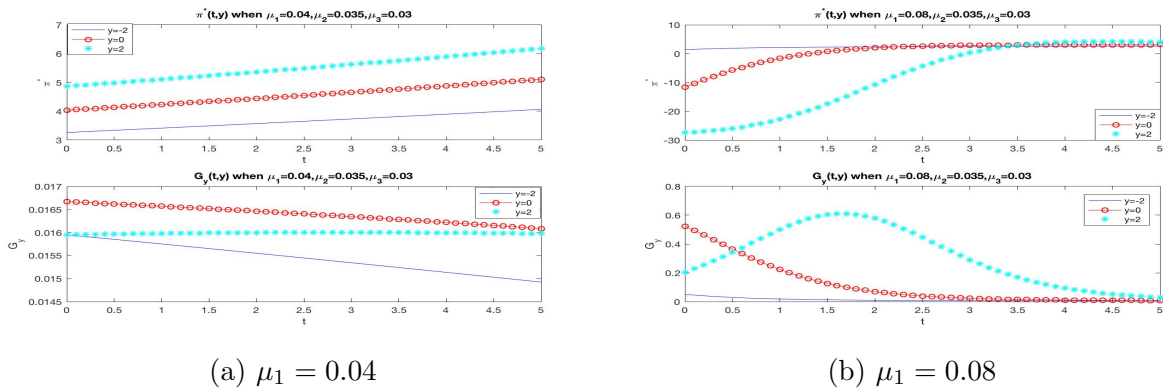 π*(t,y) when μ₁=0.04,μ₂=0.035,μ₃=0.03
7
6
5
4
3
π*
y=-2
y=0
y=2
0 0.5 1 1.5 2 2.5 3 3.5 4 4.5 5
t
G_y(t,y) when μ₁=0.04,μ₂=0.035,μ₃=0.03
0.017
0.0165
0.016
0.0155
0.015
0.0145
G_y
y=-2
y=0
y=2
0 0.5 1 1.5 2 2.5 3 3.5 4 4.5 5
t
(a) μ₁ = 0.04
π*(t,y) when μ₁=0.08,μ₂=0.035,μ₃=0.03
10
0
-10
-20
-30
π*
y=-2
y=0
y=2
0 0.5 1 1.5 2 2.5 3 3.5 4 4.5 5
t
G_y(t,y) when μ₁=0.08,μ₂=0.035,μ₃=0.03
0.8
0.6
0.4
0.2
0
G_y
y=-2
y=0
y=2
0 0.5 1 1.5 2 2.5 3 3.5 4 4.5 5
t
(b) μ₁ = 0.08